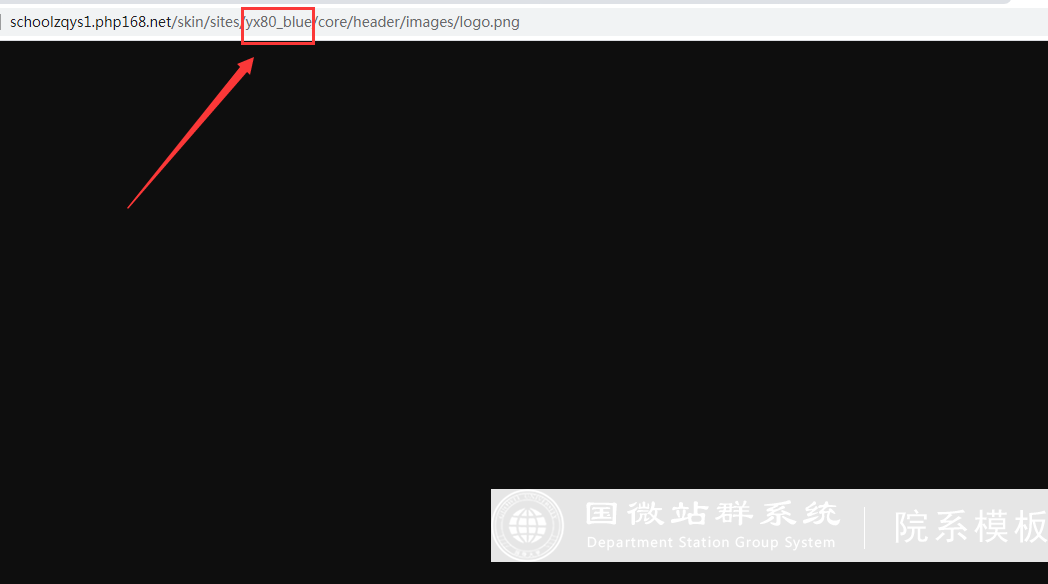 schoolzqys1.php168.net/skin/sites/yx80_blue/core/header/images/logo.png
国微站群系统
Department Station Group System
院系模板